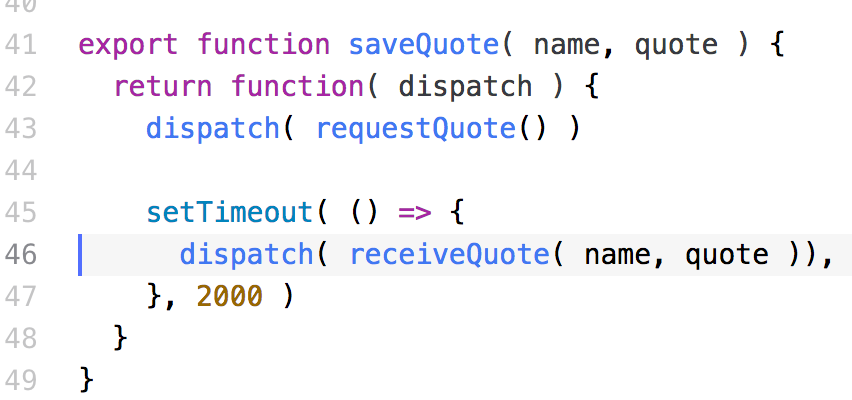 40
41 export function saveQuote( name, quote ) {
42 return function( dispatch ) {
43 dispatch( requestQuote() )
44
45 setTimeout( () => {
46 dispatch( receiveQuote( name, quote )),
47 }, 2000 )
48 }
49 }